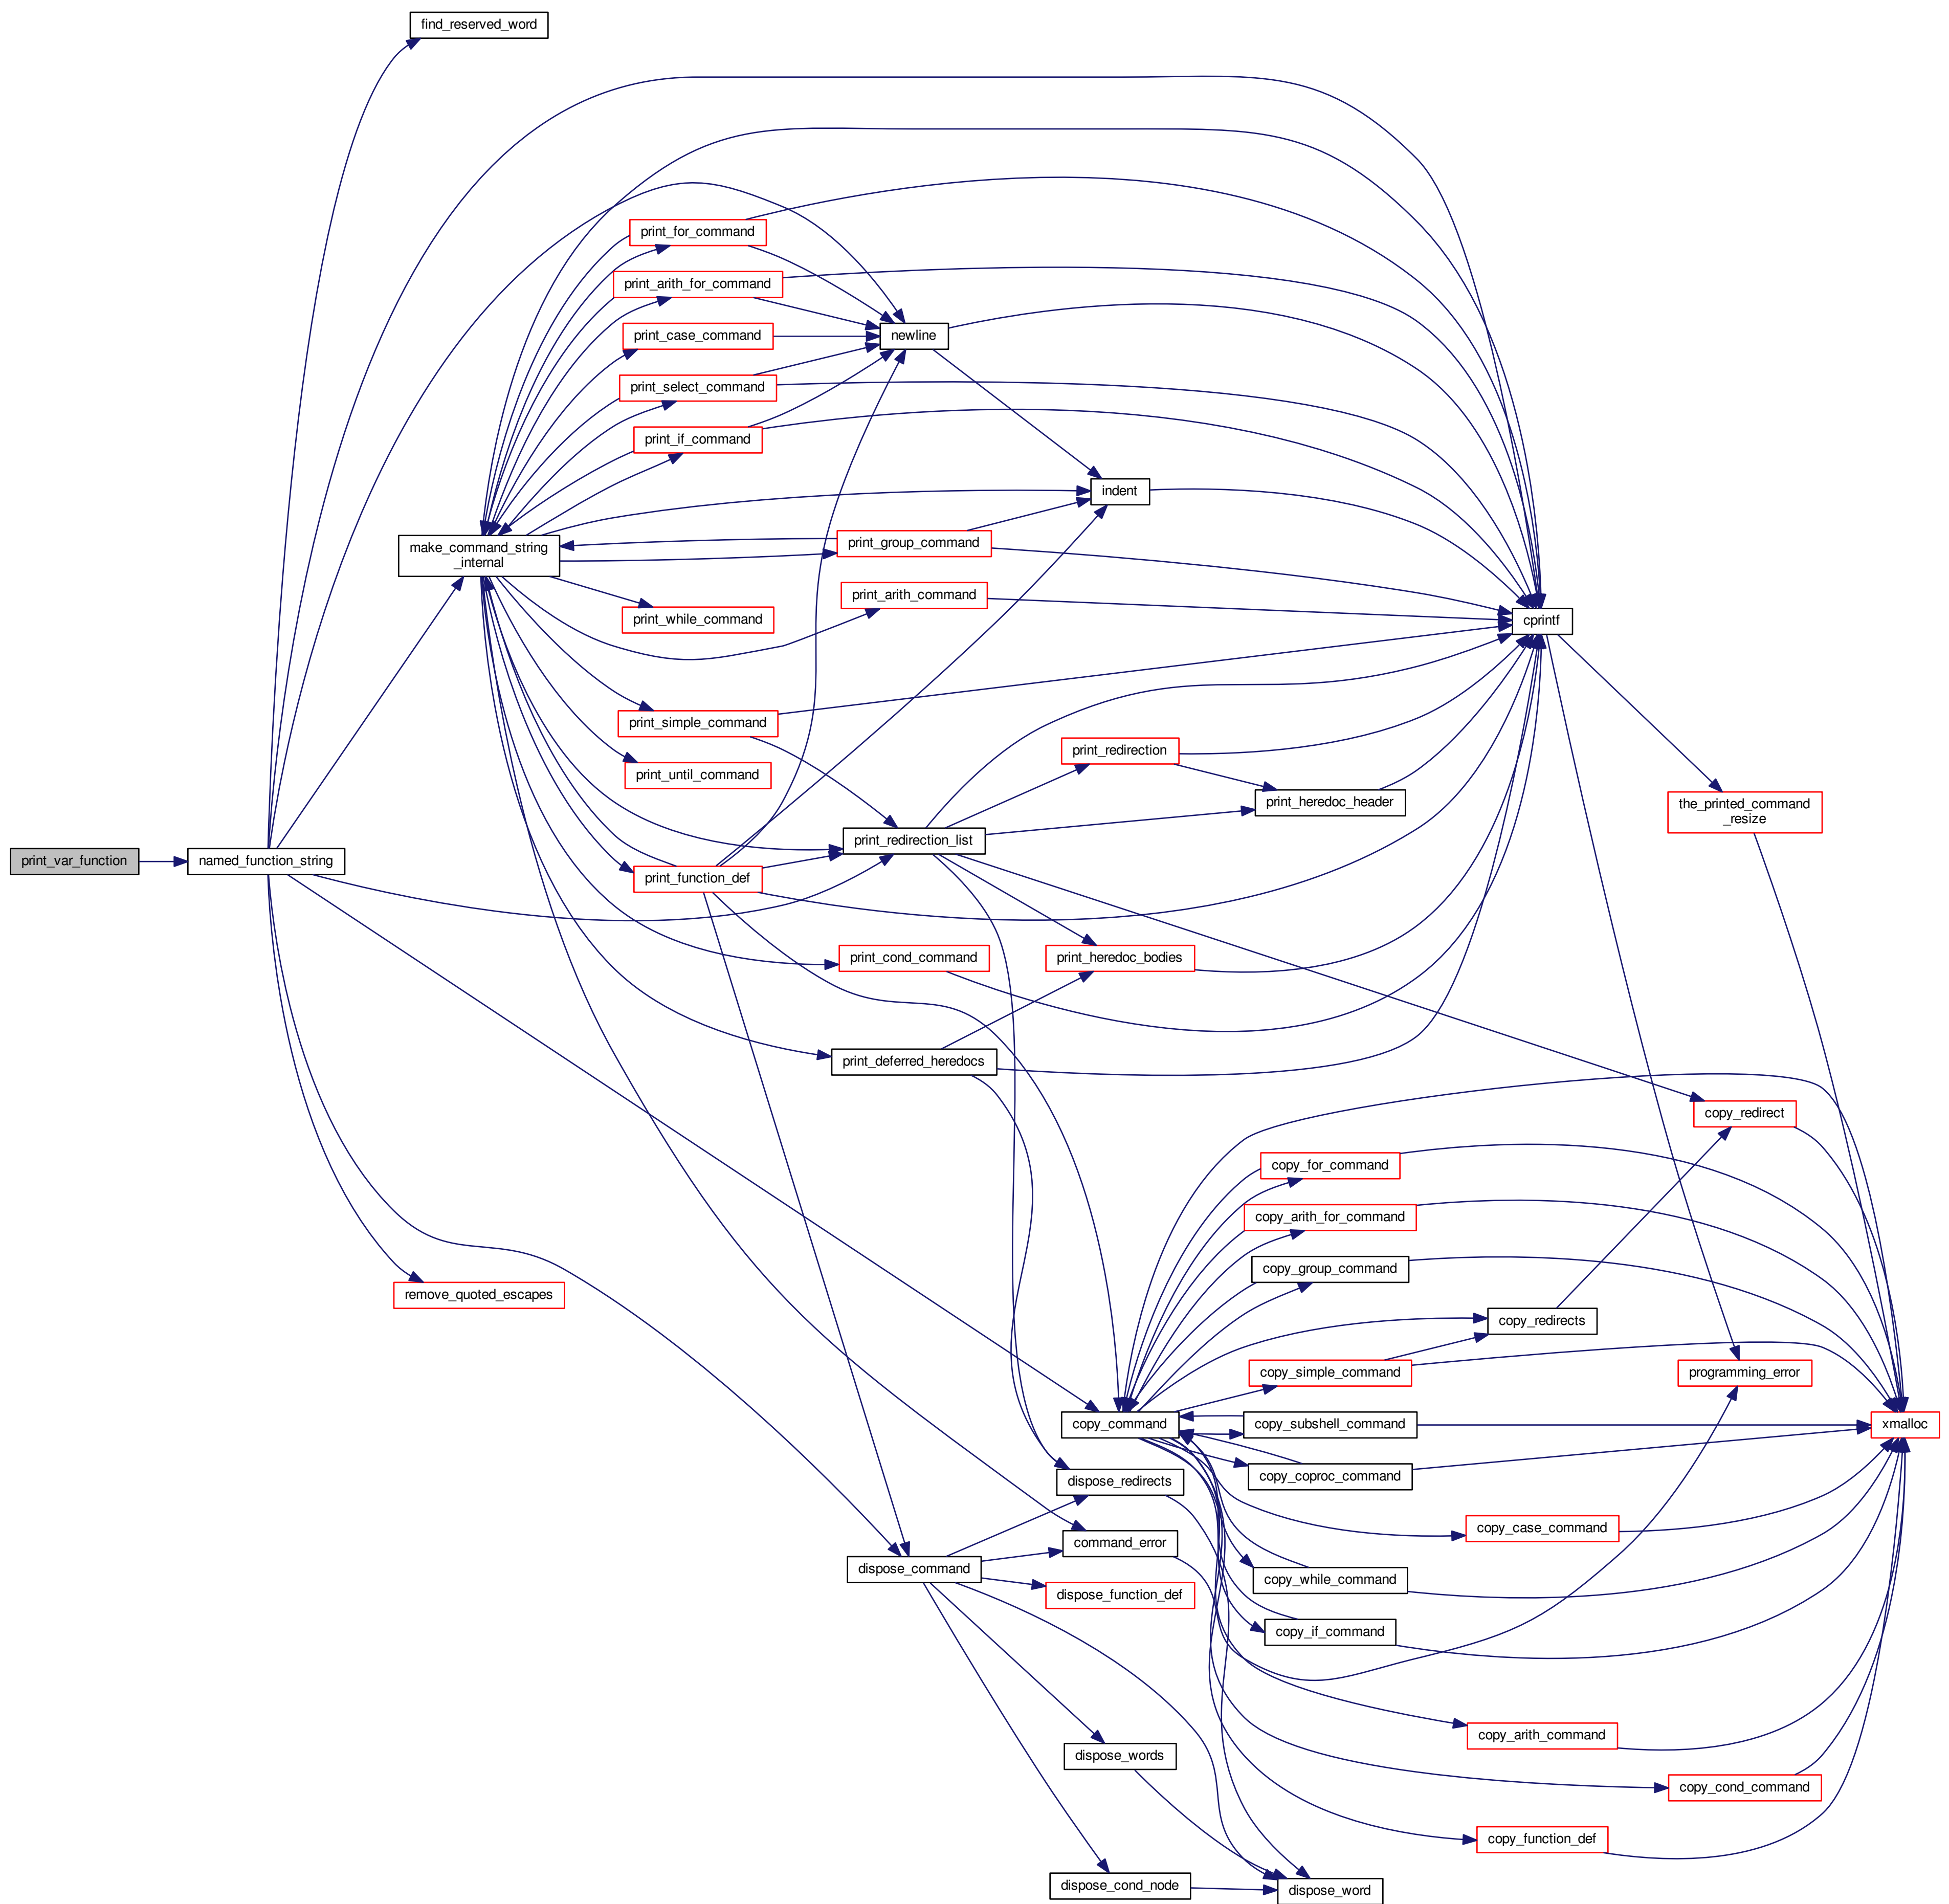 find_reserved_word
print_for_command
print_arith_for_command
print_case_command
newline
print_select_command
print_if_command
indent
make_command_string
_internal
print_group_command
print_arith_command
print_while_command
cprintf
print_simple_command
print_redirection
print_until_command
print_heredoc_header
the_printed_command
_resize
print_var_function
named_function_string
print_redirection_list
print_function_def
print_cond_command
print_heredoc_bodies
print_deferred_heredocs
copy_redirect
copy_for_command
copy_arith_for_command
copy_group_command
remove_quoted_escapes
copy_redirects
copy_simple_command
programming_error
copy_command
copy_subshell_command
xmalloc
copy_coproc_command
dispose_redirects
copy_case_command
command_error
dispose_command
copy_while_command
dispose_function_def
copy_if_command
copy_arith_command
dispose_words
copy_cond_command
copy_function_def
dispose_cond_node
dispose_word